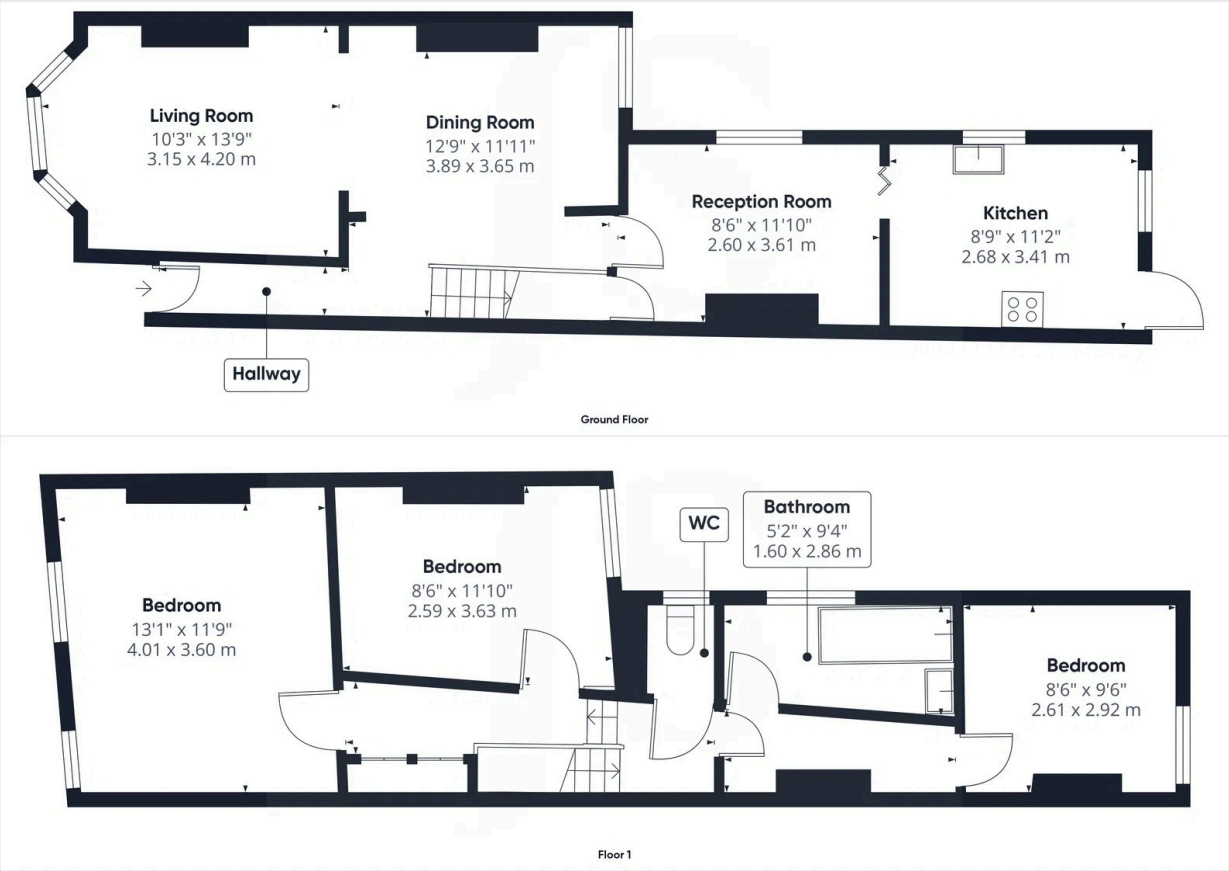 Living Room
10'3" x 13'9"
3.15 x 4.20 m
Dining Room
12'9" x 11'11"
3.89 x 3.65 m
Reception Room
8'6" x 11'10"
2.60 x 3.61 m
Kitchen
8'9" x 11'2"
2.68 x 3.41 m
Hallway
Ground Floor
Bedroom
13'1" x 11'9"
4.01 x 3.60 m
Bedroom
8'6" x 11'10"
2.59 x 3.63 m
WC
Bathroom
5'2" x 9'4"
1.60 x 2.86 m
Bedroom
8'6" x 9'6"
2.61 x 2.92 m
Floor 1